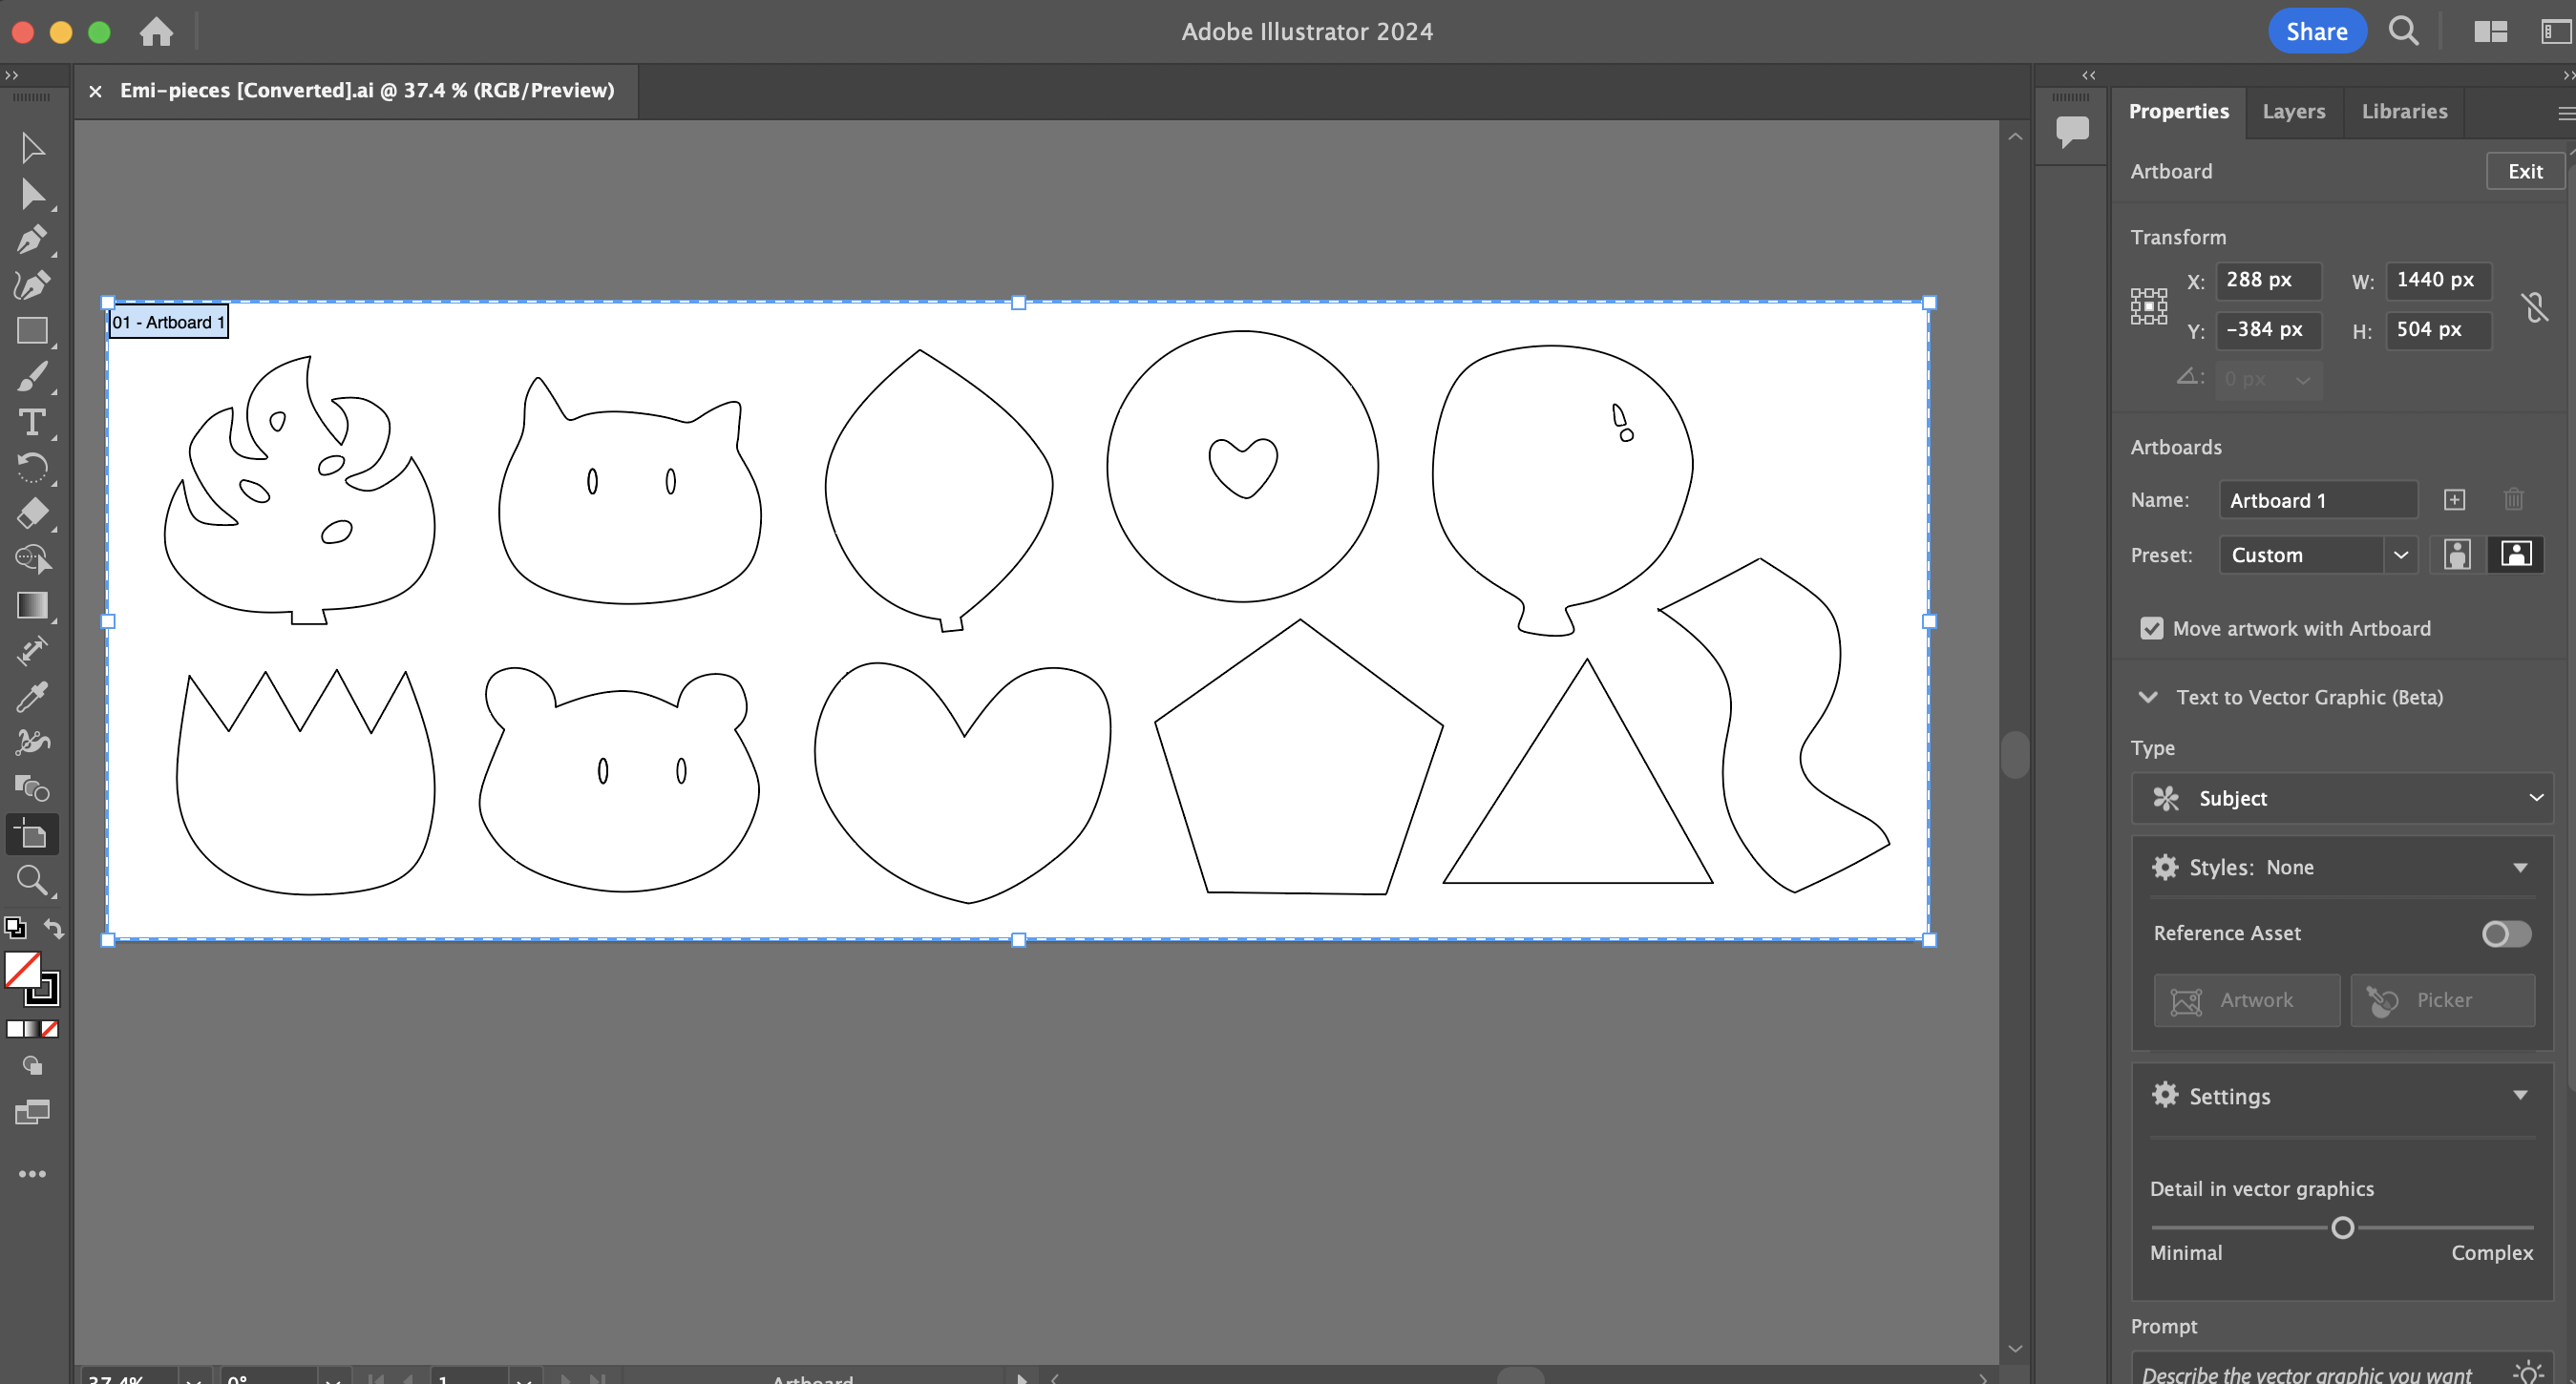 Adobe Illustrator 2024
Share
Emi-pieces [Converted].ai @ 37.4 % (RGB/Preview)
Properties Layers Libraries
Artboard Exit
Transform
X: 288 px W: 1440 px
Y: -384 px H: 504 px
0 px
Artboards
Name: Artboard 1
Preset: Custom
Move artwork with Artboard
Text to Vector Graphic (Beta)
Type
Subject
Styles: None
Reference Asset
Artwork Picker
Settings
Detail in vector graphics
Minimal Complex
Prompt
Describe the vector graphic you want
01 - Artboard 1
37.4% 0° 1 Artboard